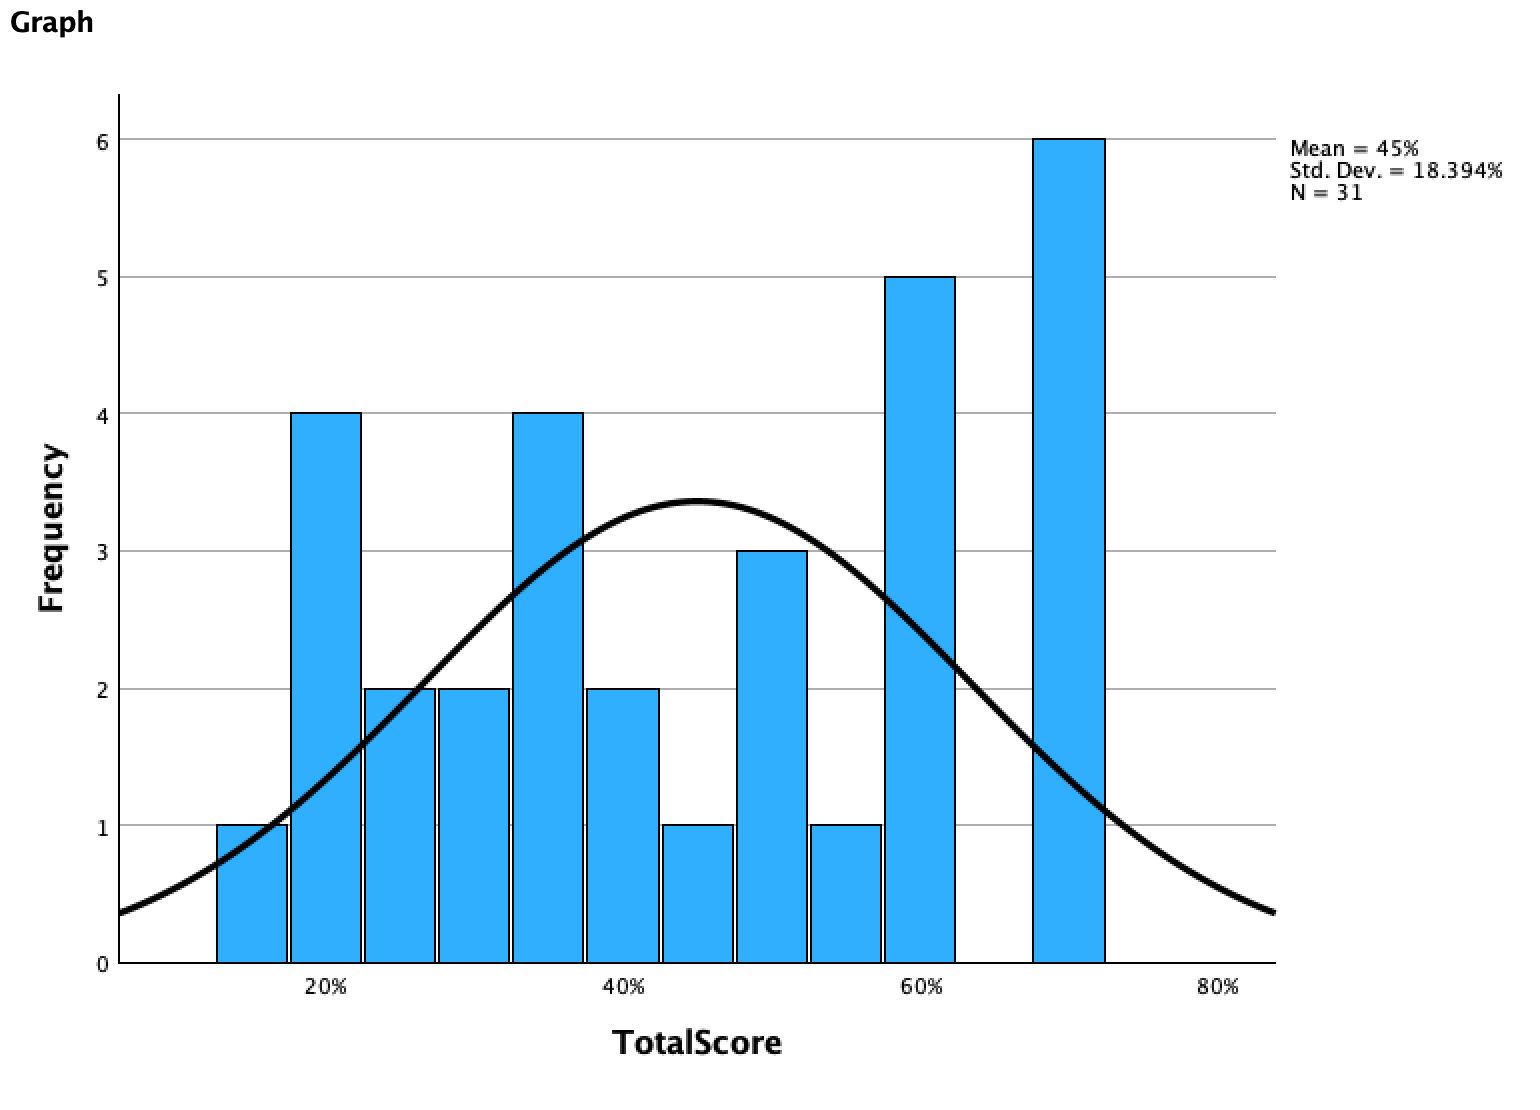 Graph
6
5
4
3
2
1
0
Frequency
20%
40%
60%
80%
TotalScore
Mean = 45%
Std. Dev. = 18.394%
N = 31